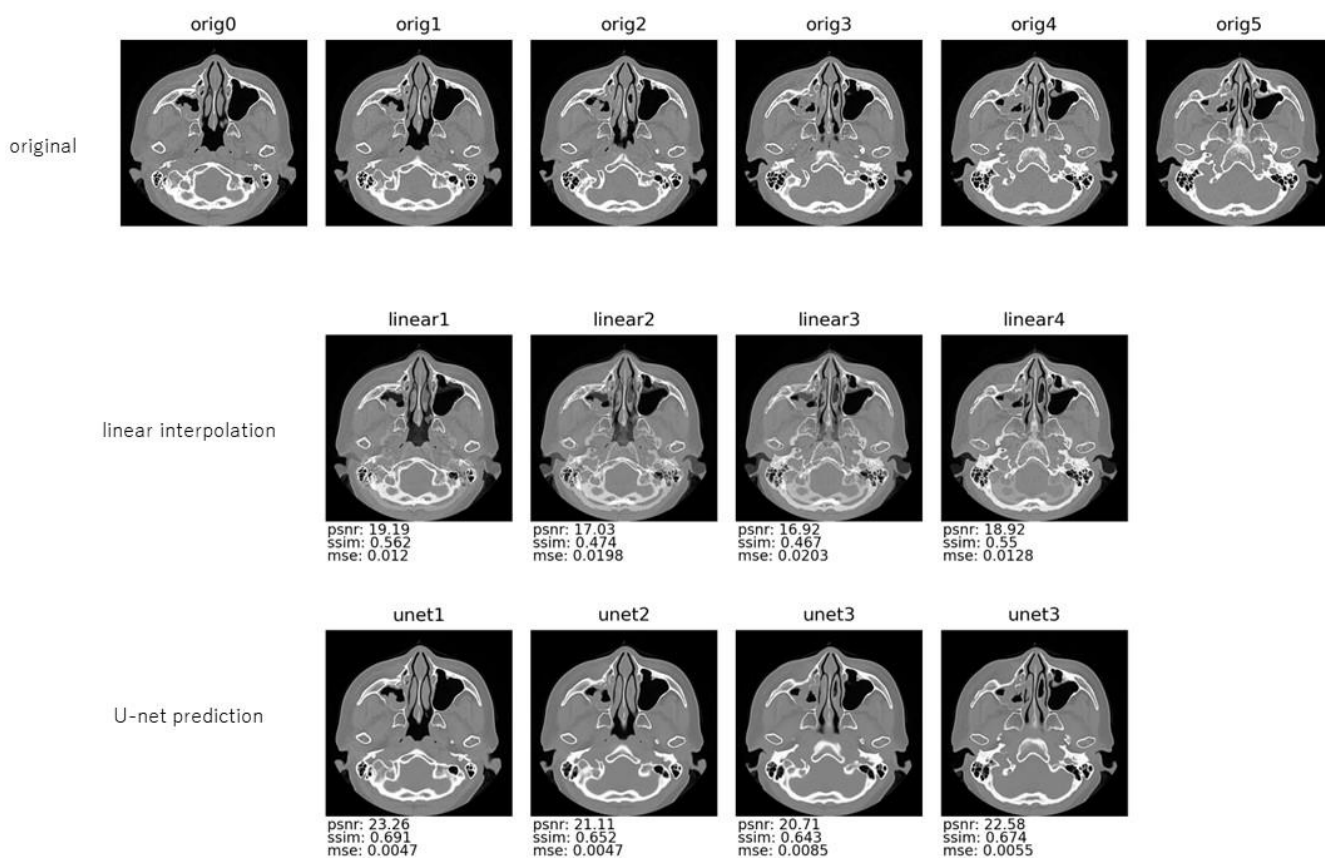 orig0
orig1
orig2
orig3
orig4
orig5
original
linear1
linear2
linear3
linear4
linear interpolation
psnr: 19.19
ssim: 0.562
mse: 0.012
psnr: 17.03
ssim: 0.474
mse: 0.0198
psnr: 16.92
ssim: 0.467
mse: 0.0203
psnr: 18.92
ssim: 0.55
mse: 0.0128
unet1
unet2
unet3
unet3
U-net prediction
psnr: 23.26
ssim: 0.691
mse: 0.0047
psnr: 21.11
ssim: 0.652
mse: 0.0047
psnr: 20.71
ssim: 0.643
mse: 0.0085
psnr: 22.58
ssim: 0.674
mse: 0.0055